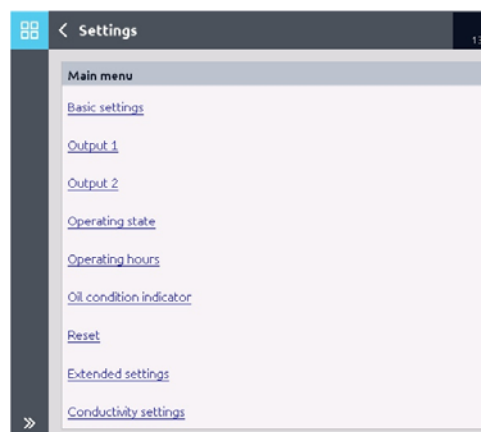 Settings
13
Main menu
Basic settings
Output 1
Output 2
Operating state
Operating hours
Oil condition indicator
Reset
Extended settings
Conductivity settings